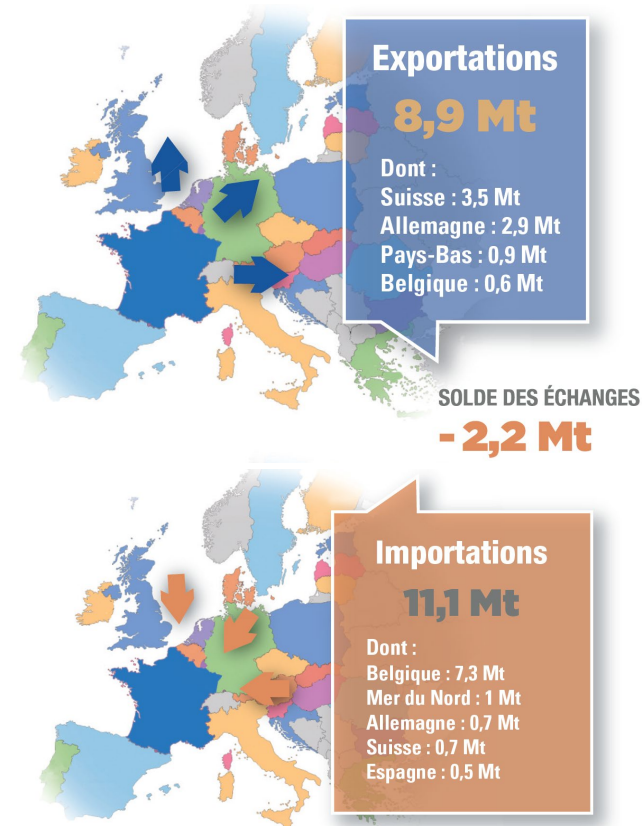 Exportations
8,9 Mt
Dont :
Suisse : 3,5 Mt
Allemagne : 2,9 Mt
Pays-Bas : 0,9 Mt
Belgique : 0,6 Mt
SOLDE DES ÉCHANGES
- 2,2 Mt
Importations
11,1 Mt
Dont :
Belgique : 7,3 Mt
Mer du Nord : 1 Mt
Allemagne : 0,7 Mt
Suisse : 0,7 Mt
Espagne : 0,5 Mt